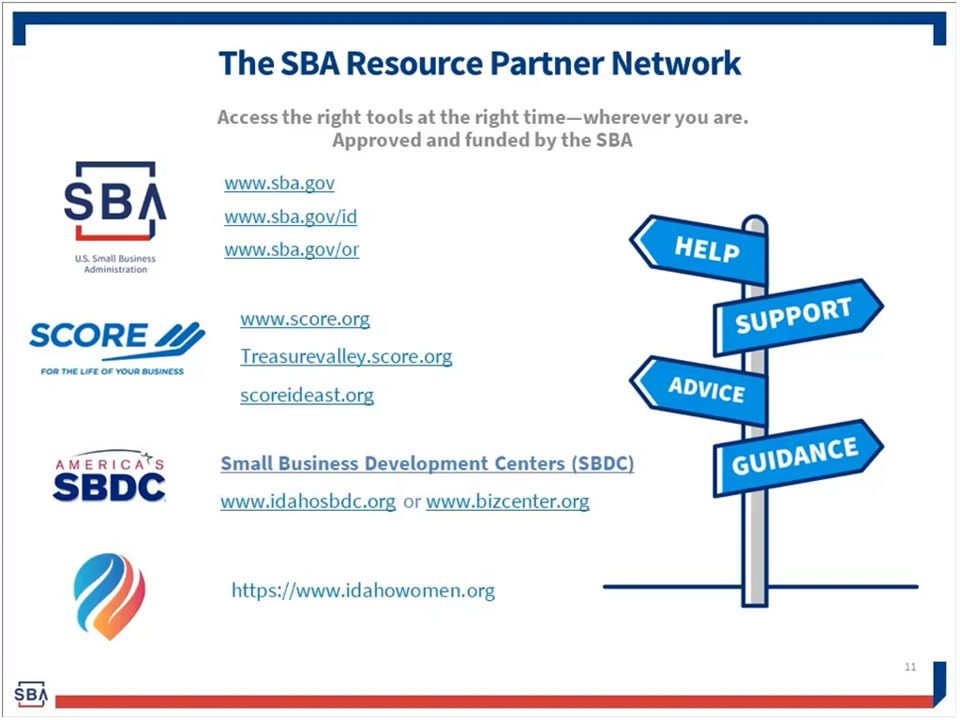 The SBA Resource Partner Network
Access the right tools at the right time—wherever you are.
Approved and funded by the SBA
SBA
U.S. Small Business
Administration
www.sba.gov
www.sba.gov/id
www.sba.gov/or
SCORE
FOR THE LIFE OF YOUR BUSINESS
www.score.org
Treasurevalley.score.org
scoreideast.org
AMERICA'S
SBDC
Small Business Development Centers (SBDC)
www.idahosbdc.org or www.bizcenter.org
https://www.idahowomen.org
HELP
SUPPORT
ADVICE
GUIDANCE
11
SBA